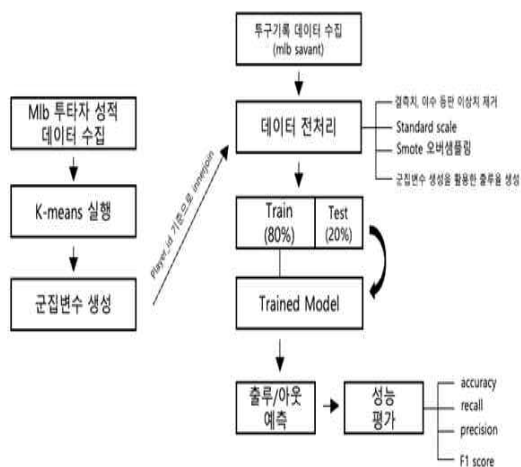 Mlb 투타자 성적
데이터 수집
K-means 실행
군집변수 생성
Player_id 기준으로 innerjoin
투구기록 데이터 수집
(mlb savant)
데이터 전처리
결측치, 야수 등판 이상치 제거
Standard scale
Smote 오버샘플링
군집변수 생성을 활용한 출루율 생성
Train
(80%)
Test
(20%)
Trained Model
출루/아웃
예측
성능
평가
accuracy
recall
precision
F1 score